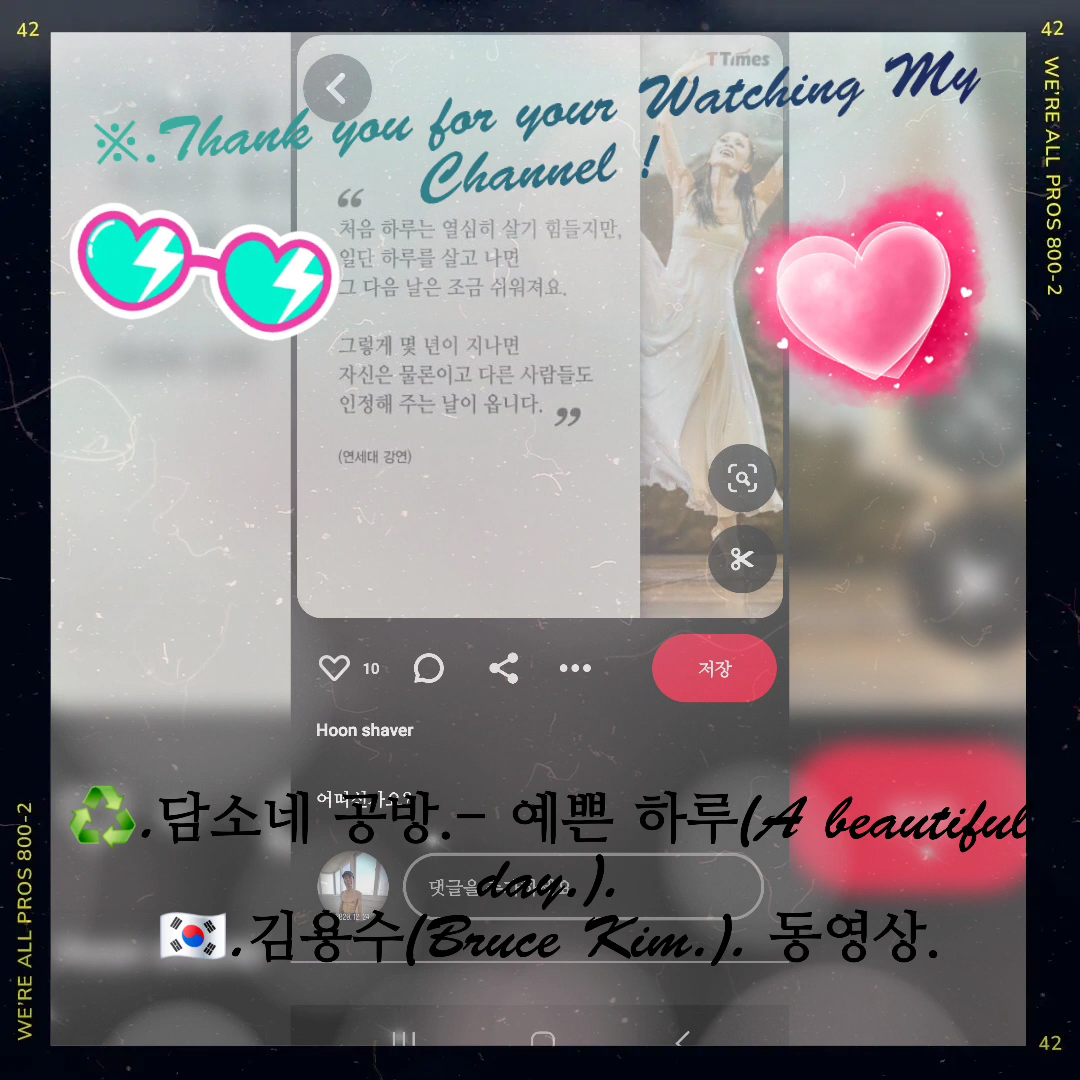 42
42
WE'RE ALL PROS 800-2
TTimes
※.Thank you for your Watching My
Channel !
“
처음 하루는 열심히 살기 힘들지만,
일단 하루를 살고 나면
그 다음 날은 조금 쉬워져요.
그렇게 몇 년이 지나면
자신은 물론이고 다른 사람들도
인정해 주는 날이 옵니다. ”
(연세대 강연)
10
저장
Hoon shaver
♻️.담소네 공방.- 예쁜 하루(A beautiful
day.).
댓글을
🇰🇷.김용수(Bruce Kim.). 동영상.
WE'RE ALL PROS 800-2
42